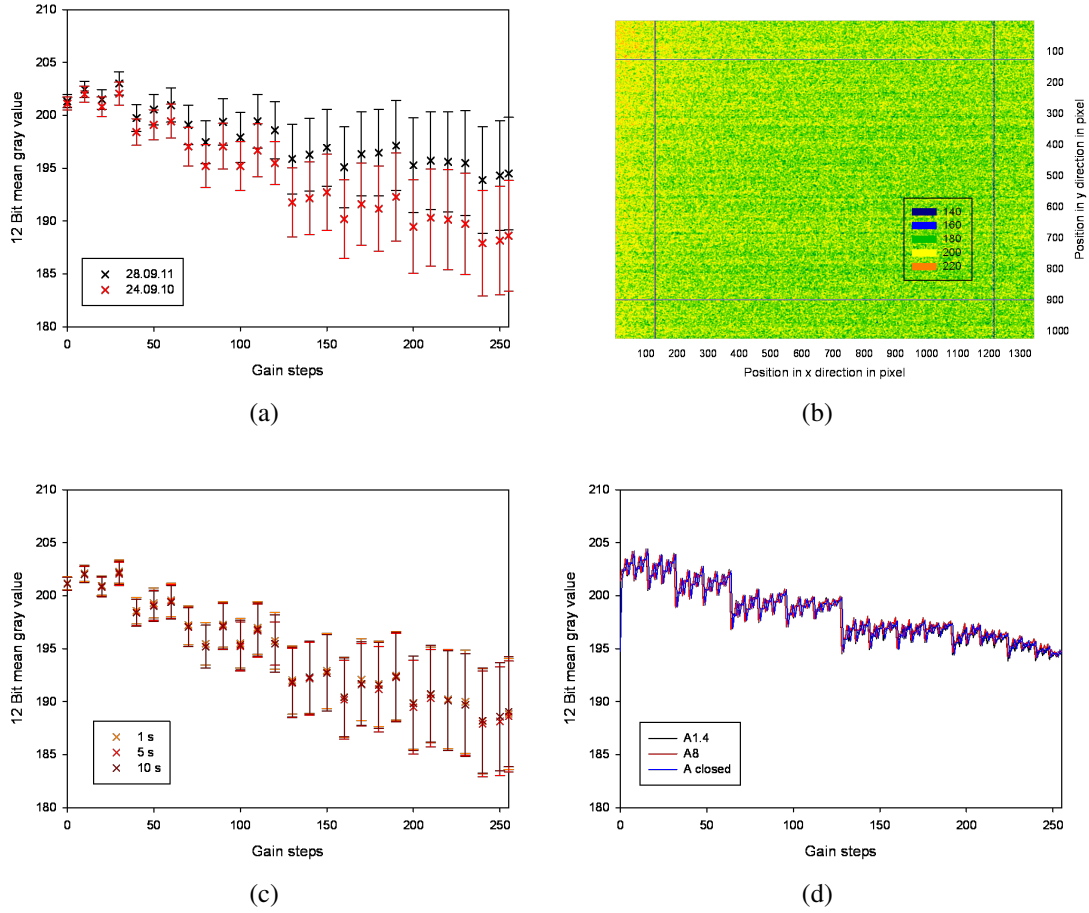 210
205
200
195
190
185
180
12 Bit mean gray value
28.09.11
24.09.10
0 50 100 150 200 250
Gain steps
(a)
100
200
300
400
500
600
700
800
900
1000
Position in y direction in pixel
140
160
180
200
220
100 200 300 400 500 600 700 800 900 1000 1100 1200 1300
Position in x direction in pixel
(b)
210
205
200
195
190
185
180
12 Bit mean gray value
1 s
5 s
10 s
0 50 100 150 200 250
Gain steps
(c)
210
205
200
195
190
185
180
12 Bit mean gray value
A1.4
A8
A closed
0 50 100 150 200 250
Gain steps
(d)